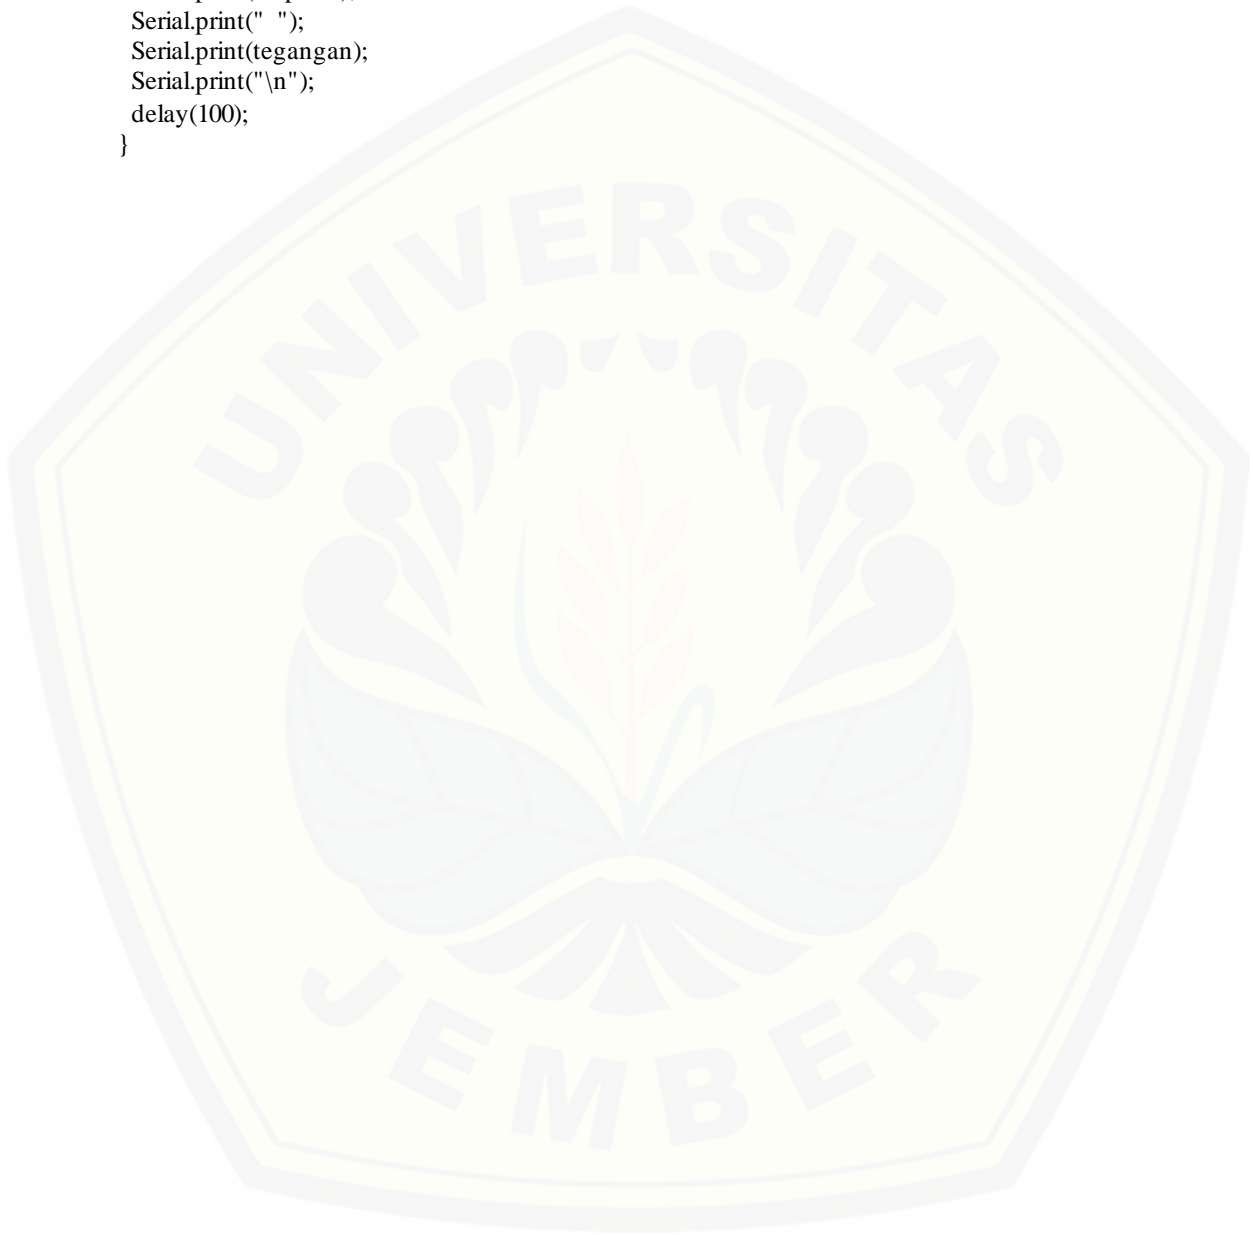 Serial.print("  ");
Serial.print(tegangan);
Serial.print("\n");
delay(100);
}
UNIVERSITAS
JEMBER